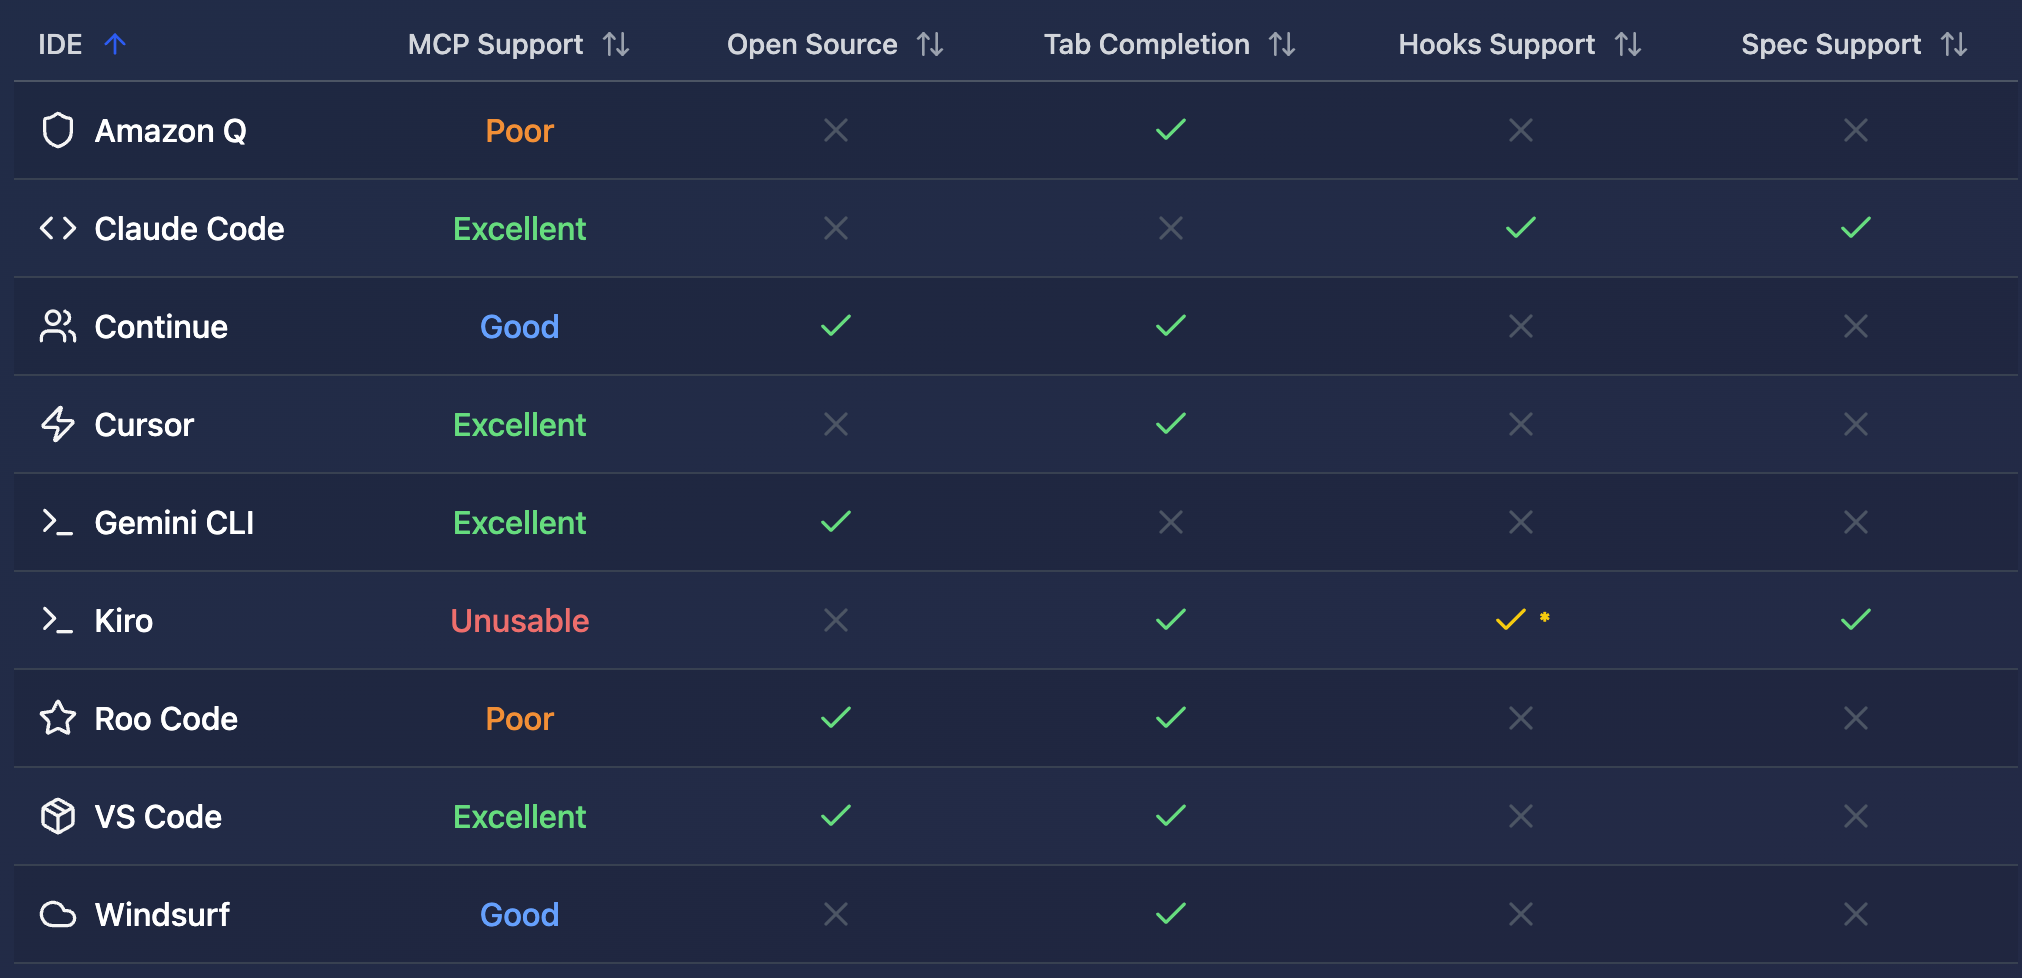 IDE MCP Support Open Source Tab Completion Hooks Support Spec Support
Amazon Q Poor
Claude Code Excellent
Continue Good
Cursor Excellent
Gemini CLI Excellent
Kiro Unusable *
Roo Code Poor
VS Code Excellent
Windsurf Good